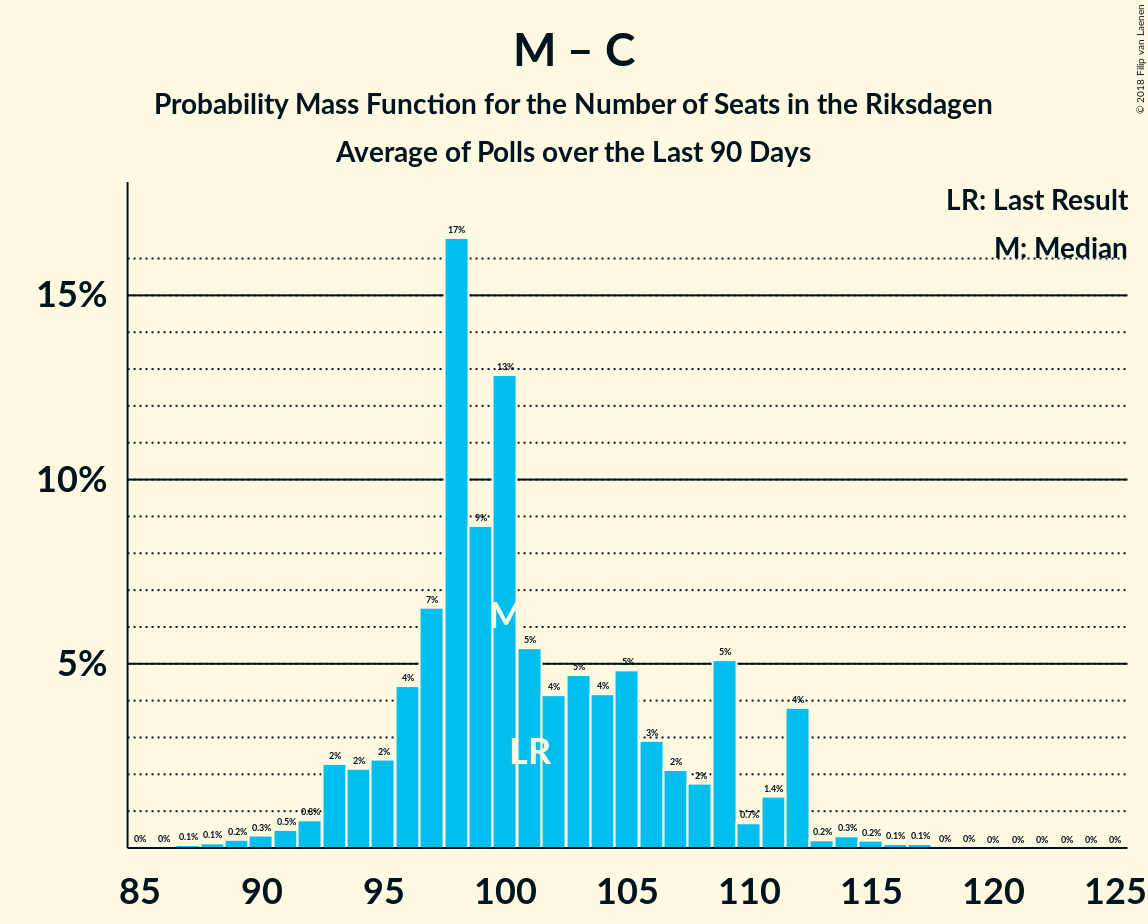 M – C
Probability Mass Function for the Number of Seats in the Riksdagen
Average of Polls over the Last 90 Days
© 2018 Filip van Laenen
LR: Last Result
M: Median
15%
10%
5%
0% 0% 0.1% 0.1% 0.2% 0.3% 0.5% 0.8% 2% 2% 2% 4% 7% 17% 9% 13% 5% 4% 5% 4% 5% 3% 2% 2% 5% 0.7% 1.4% 4% 0.2% 0.3% 0.2% 0.1% 0.1% 0% 0% 0% 0% 0% 0% 0% 0%
M
LR
85 90 95 100 105 110 115 120 125